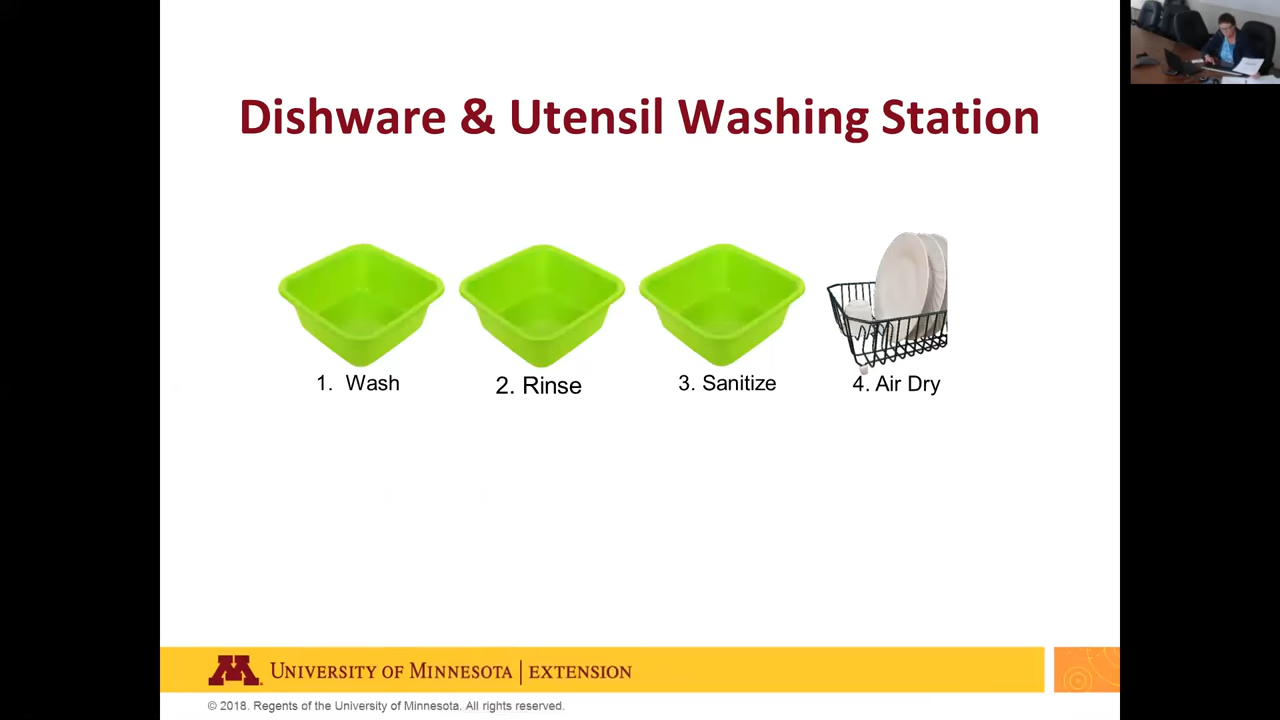 Dishware & Utensil Washing Station
1. Wash
2. Rinse
3. Sanitize
4. Air Dry
M
UNIVERSITY OF MINNESOTA | EXTENSION
© 2018. Regents of the University of Minnesota. All rights reserved.